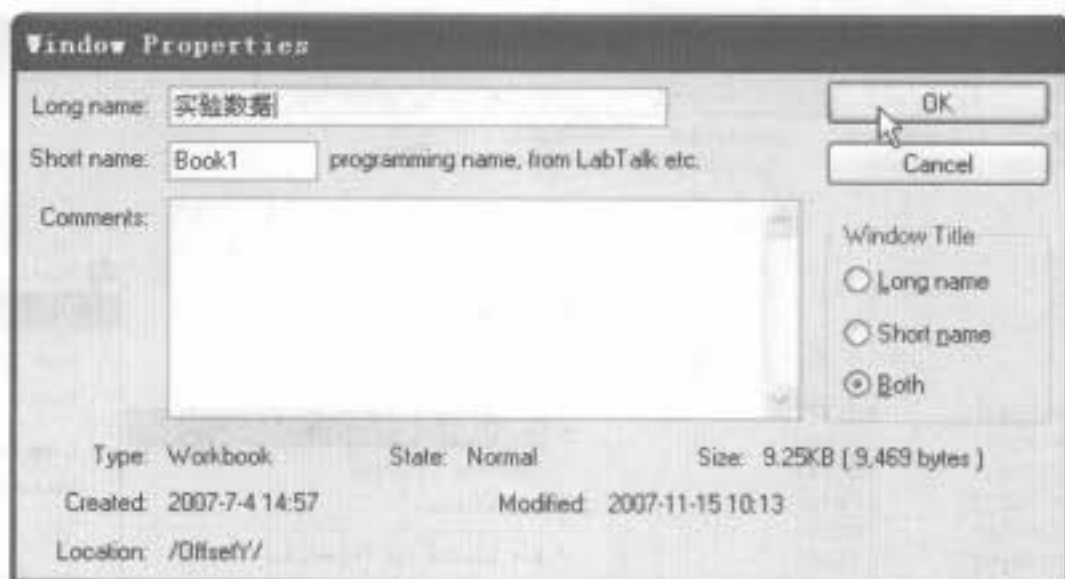 Window Properties
Long name: 实验数据 OK
Short name: Book1 programming name, from LabTalk etc. Cancel
Comments:
Window Title
Long name
Short name
Both
Type: Workbook State: Normal Size: 9.25KB ( 9,469 bytes )
Created: 2007-7-4 14:57 Modified: 2007-11-15 10:13
Location: /OffsetY/